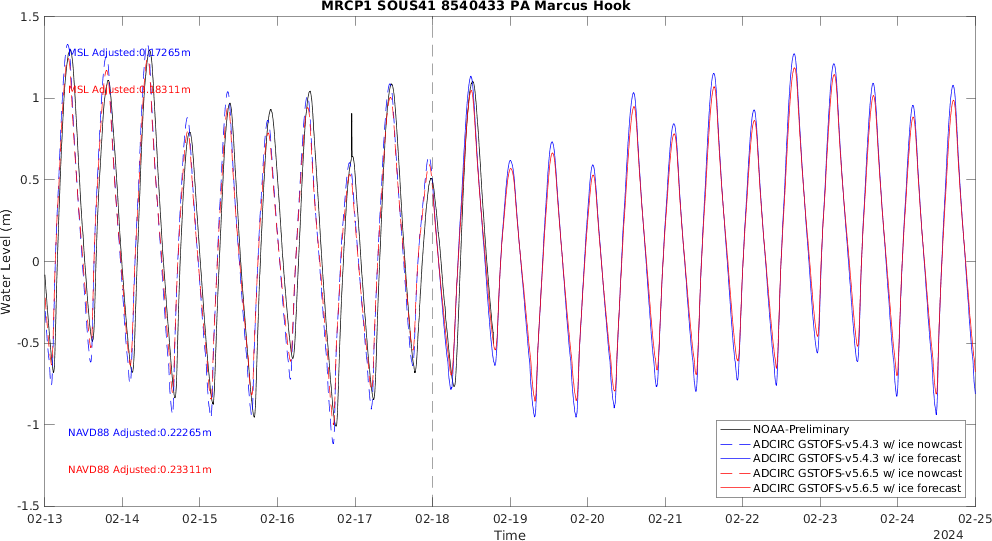 MRCP1 SOUS41 8540433 PA Marcus Hook
1.5
1
0.5
0
-0.5
-1
-1.5
Water Level (m)
MSL Adjusted:0.17265m
MSL Adjusted:0.18311m
NAVD88 Adjusted:0.22265m
NAVD88 Adjusted:0.23311m
NOAA-Preliminary
ADCIRC GSTOFS-v5.4.3 w/ ice nowcast
ADCIRC GSTOFS-v5.4.3 w/ ice forecast
ADCIRC GSTOFS-v5.6.5 w/ ice nowcast
ADCIRC GSTOFS-v5.6.5 w/ ice forecast
02-13 02-14 02-15 02-16 02-17 02-18 02-19 02-20 02-21 02-22 02-23 02-24 02-25
Time
2024